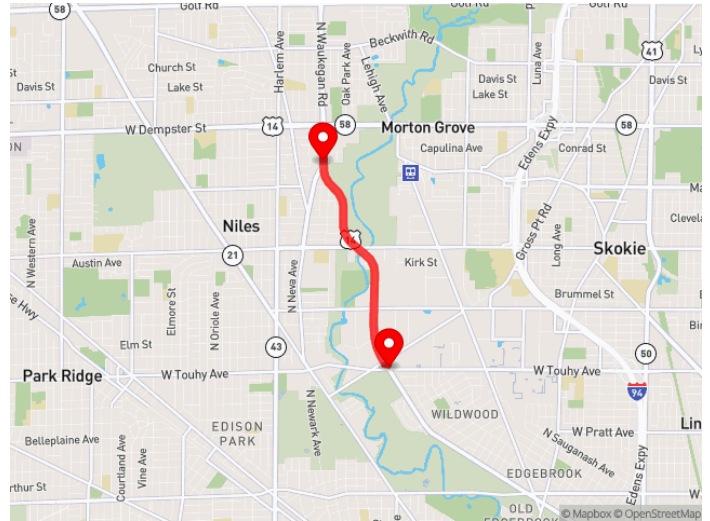 58
Golf Rd
Golf Rd
Harlem Ave
N Waukegan Rd
Oak Park Ave
Beckwith Rd
Lehigh Ave
Luna Ave
41
Church St
Lake St
Davis St
Lake St
Davis St
W Dempster St
14
58
Morton Grove
58
Capulina Ave
Conrad St
Edens Expy
Gross Pt Rd
Long Ave
Niles
14
21
Austin Ave
Kirk St
Skokie
N Western Ave
Elmore St
N Oriole Ave
N Neva Ave
Brummel St
Elm St
43
50
Park Ridge
W Touhy Ave
W Touhy Ave
94
N Newark Ave
WILDWOOD
EDISON
PARK
W Pratt Ave
Belleplaine Ave
Courtland Ave
Vine Ave
N Sauganash Ave
Edens Expy
EDGEBROOK
OLD
EDGEBROOK
© Mapbox © OpenStreetMap